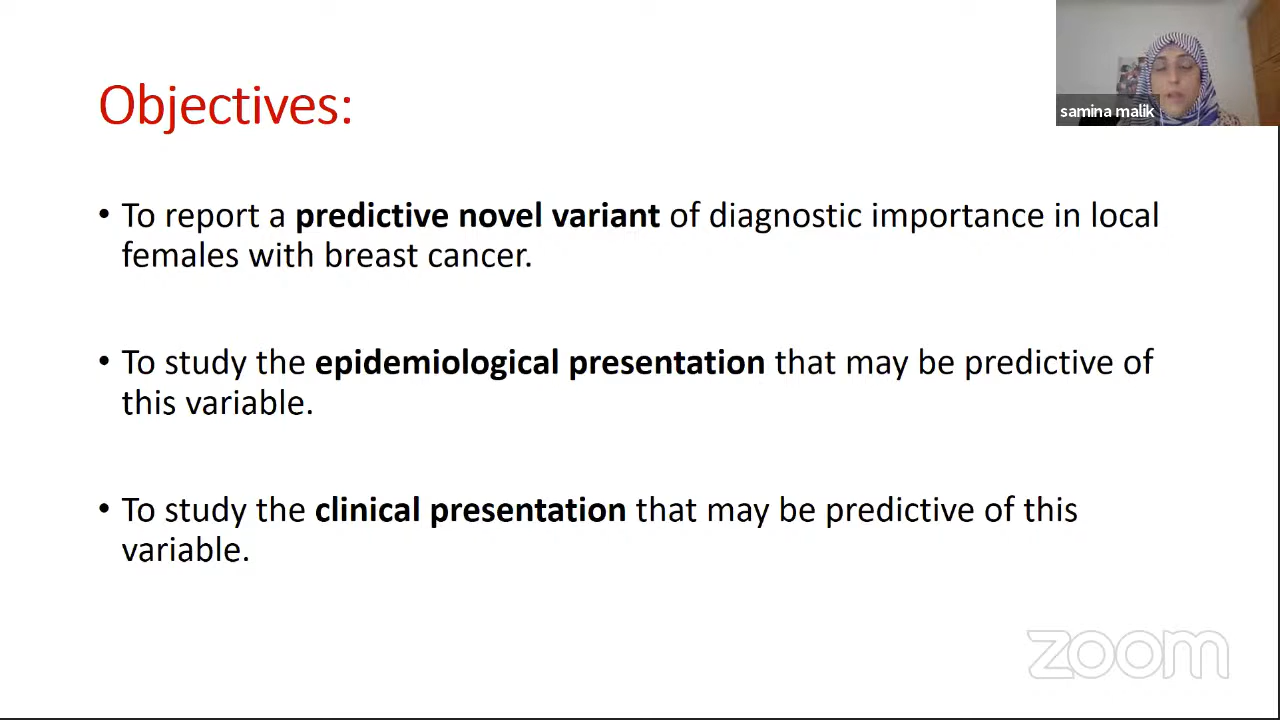 Objectives:
samina malik
• To report a predictive novel variant of diagnostic importance in local
females with breast cancer.
• To study the epidemiological presentation that may be predictive of
this variable.
• To study the clinical presentation that may be predictive of this
variable.
zoom